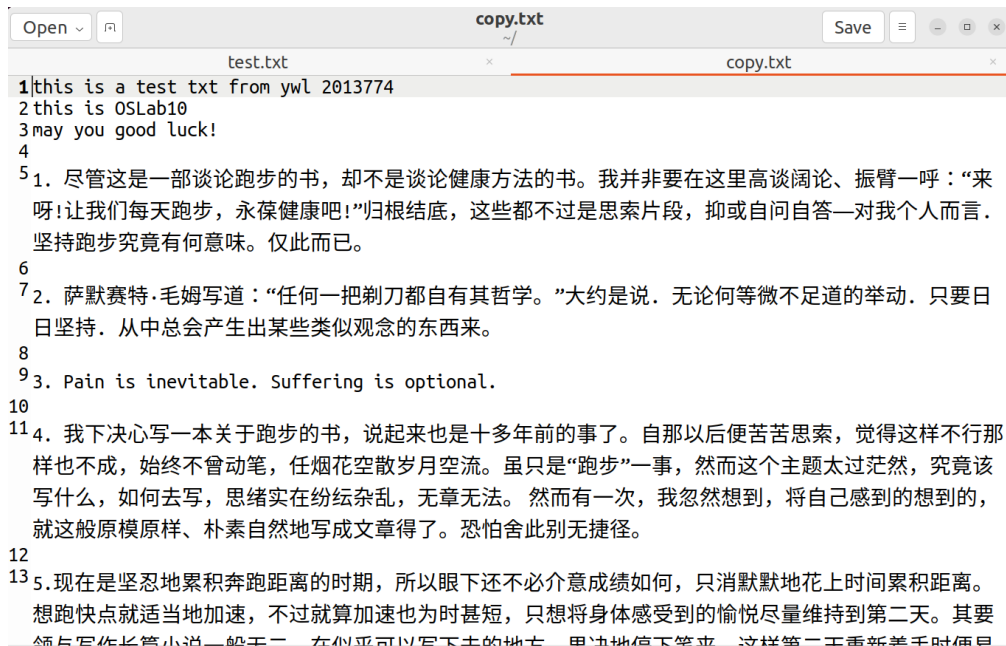 Open
copy.txt
~/
Save
test.txt
copy.txt
1 this is a test txt from ywl 2013774
2 this is OSLab10
3 may you good luck!
4
5 1. 尽管这是一部谈论跑步的书，却不是谈论健康方法的书。我并非要在这里高谈阔论、振臂一呼：“来
呀!让我们每天跑步，永葆健康吧!”归根结底，这些都不过是思索片段，抑或自问自答—对我个人而言．
坚持跑步究竟有何意味。仅此而已。
6
7 2. 萨默赛特·毛姆写道：“任何一把剃刀都自有其哲学。”大约是说．无论何等微不足道的举动．只要日
日坚持．从中总会产生出某些类似观念的东西来。
8
9 3. Pain is inevitable. Suffering is optional.
10
11 4. 我下决心写一本关于跑步的书，说起来也是十多年前的事了。自那以后便苦苦思索，觉得这样不行那
样也不成，始终不曾动笔，任烟花空散岁月空流。虽只是“跑步”一事，然而这个主题太过茫然，究竟该
写什么，如何去写，思绪实在纷纭杂乱，无章无法。 然而有一次，我忽然想到，将自己感到的想到的，
就这般原模原样、朴素自然地写成文章得了。恐怕舍此别无捷径。
12
13 5.现在是坚忍地累积奔跑距离的时期，所以眼下还不必介意成绩如何，只消默默地花上时间累积距离。
想跑快点就适当地加速，不过就算加速也为时甚短，只想将身体感受到的愉悦尽量维持到第二天。其要